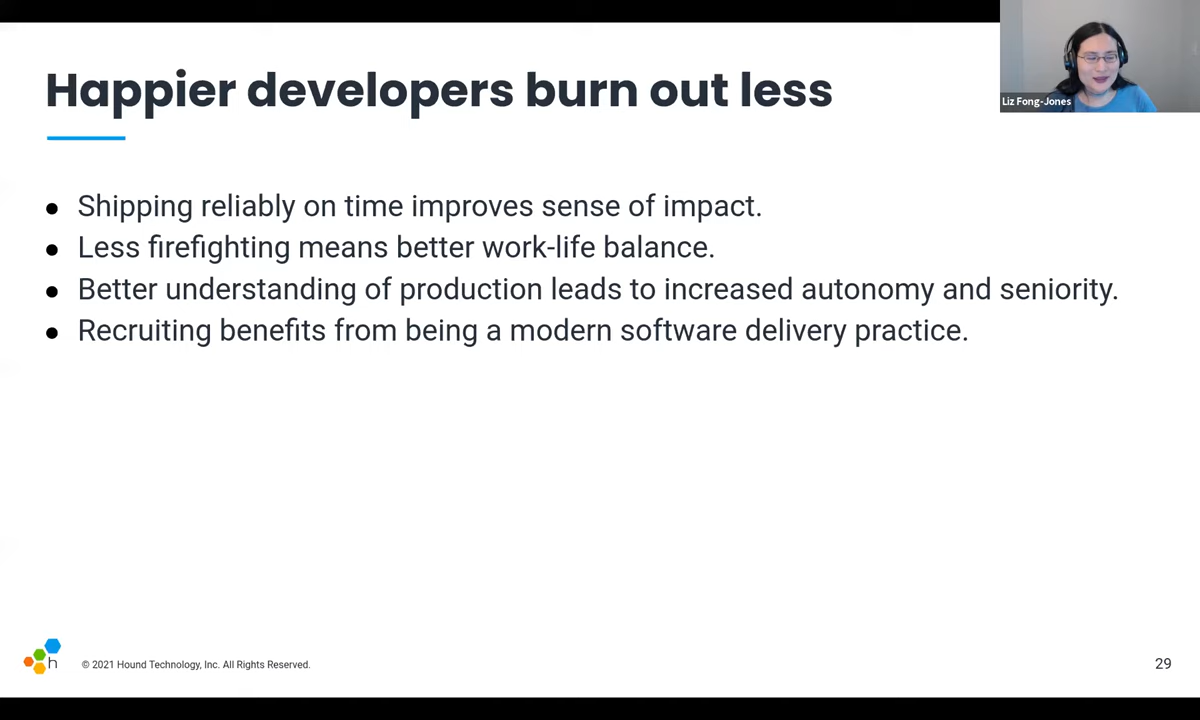 Happier developers burn out less
Liz Fong-Jones
● Shipping reliably on time improves sense of impact.
● Less firefighting means better work-life balance.
● Better understanding of production leads to increased autonomy and seniority.
● Recruiting benefits from being a modern software delivery practice.
h
© 2021 Hound Technology, Inc. All Rights Reserved.
29